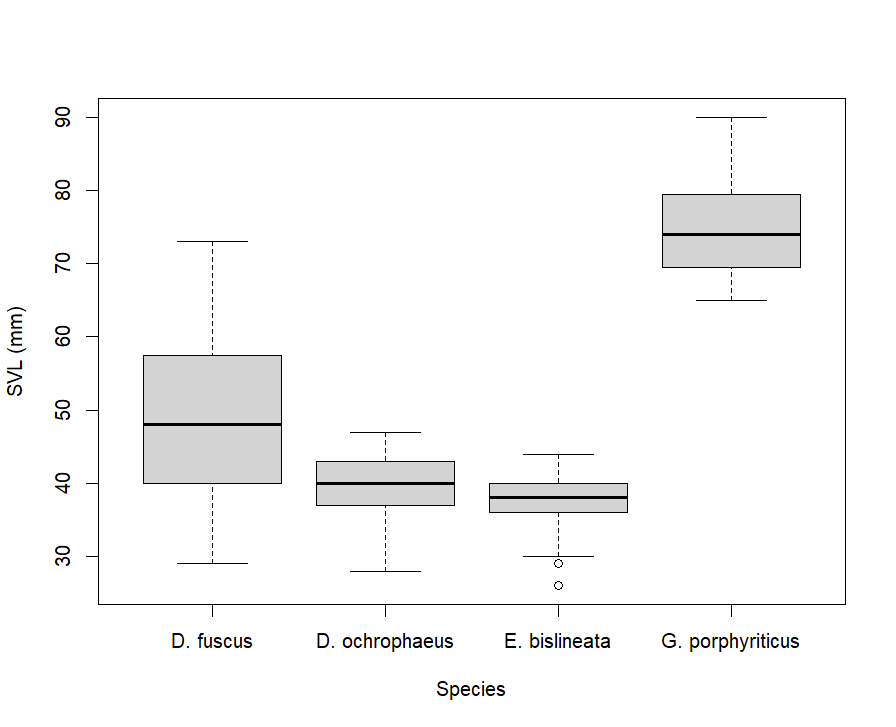 90
80
70
60
50
40
30
SVL (mm)
D. fuscus D. ochrophaeus E. bislineata G. porphyriticus
Species